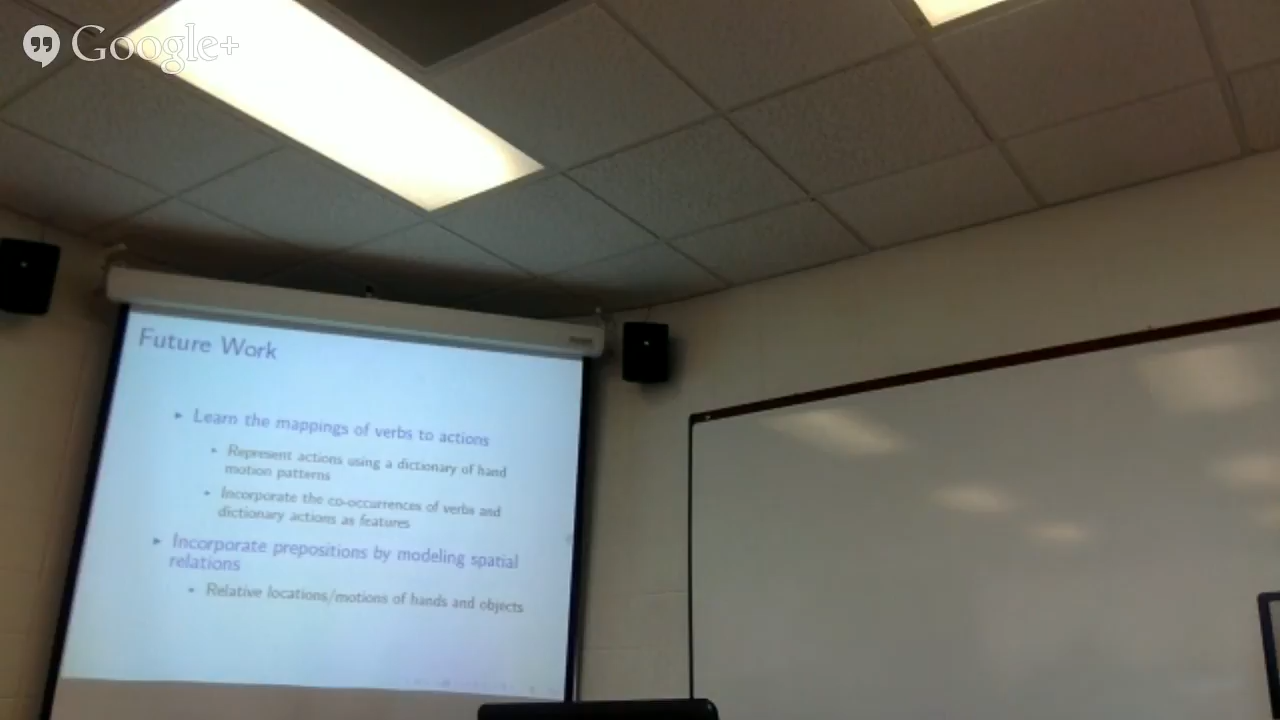 Google+
Future Work
Learn the mappings of verbs to actions
Represent actions using a dictionary of hand
motion patterns
Incorporate the co-occurrences of verbs and
dictionary actions as features
Incorporate prepositions by modeling spatial
relations
Relative locations/motions of hands and objects